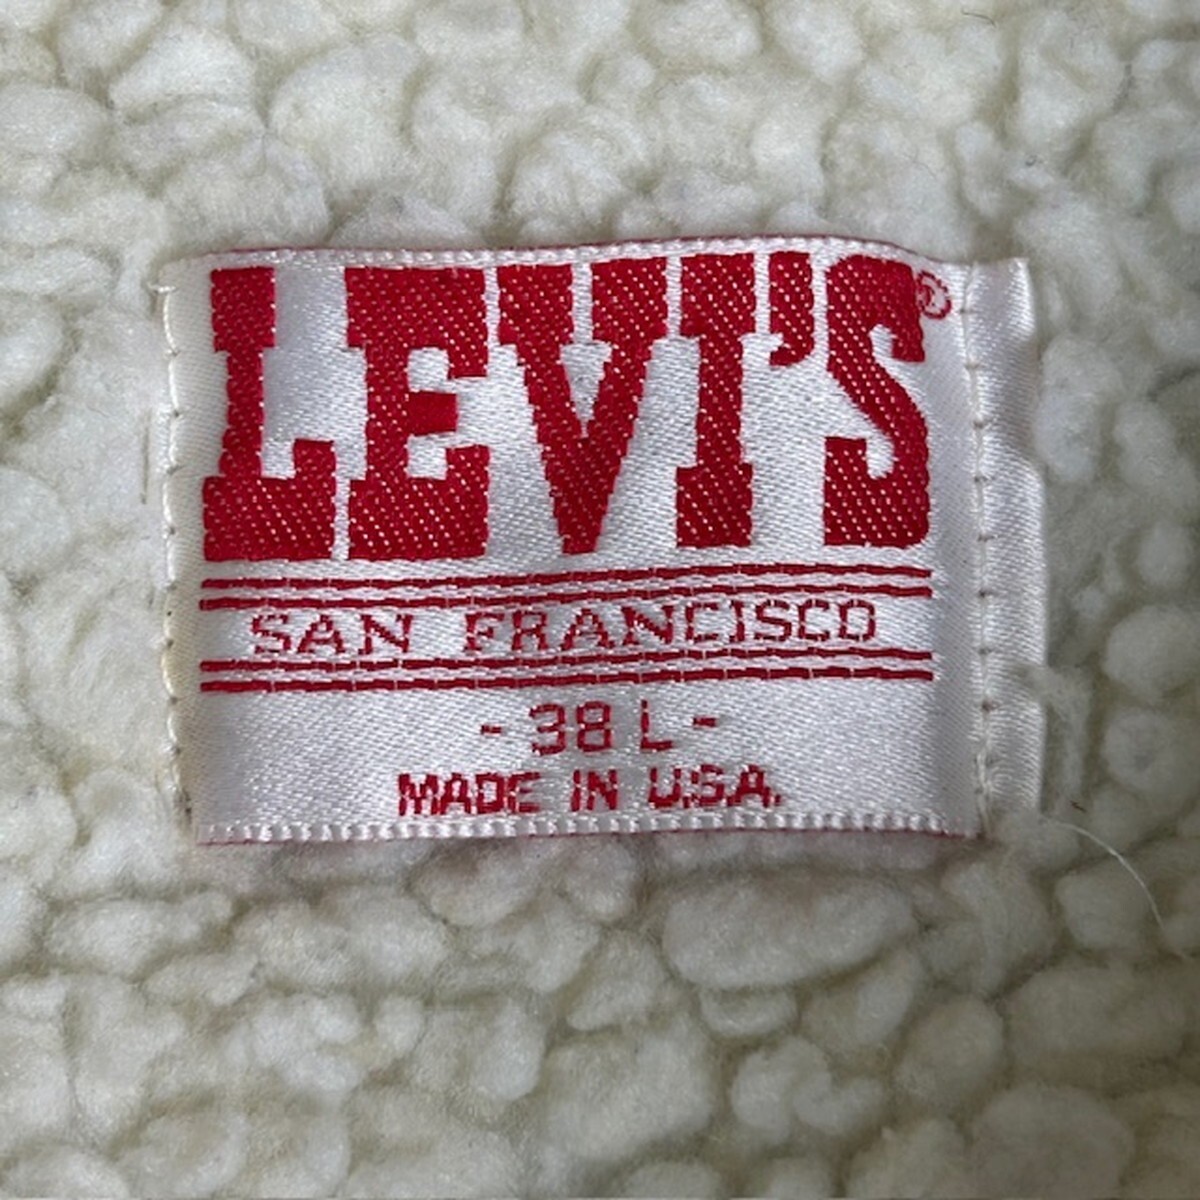 LEVI'S®
SAN FRANCISCO
- 38 L -
MADE IN U.S.A.